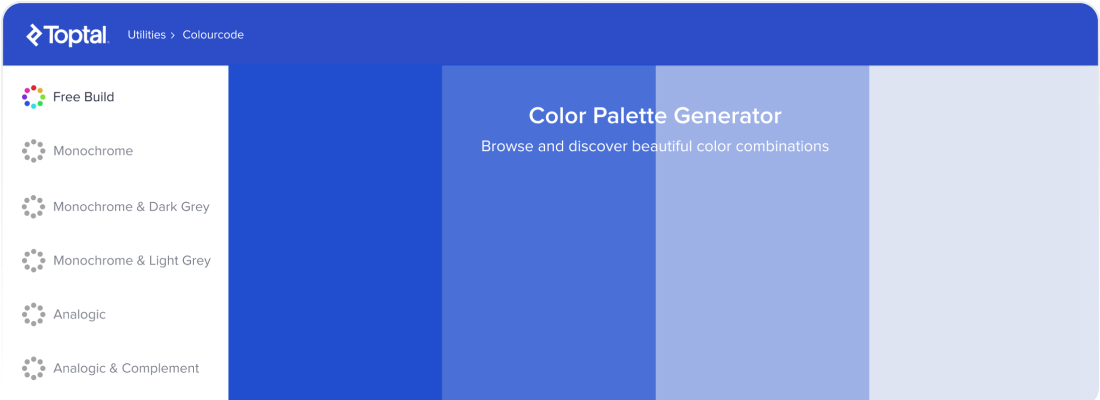 Toptal.
Utilities › Colourcode
Free Build
Monochrome
Monochrome & Dark Grey
Monochrome & Light Grey
Analogic
Analogic & Complement
Color Palette Generator
Browse and discover beautiful color combinations